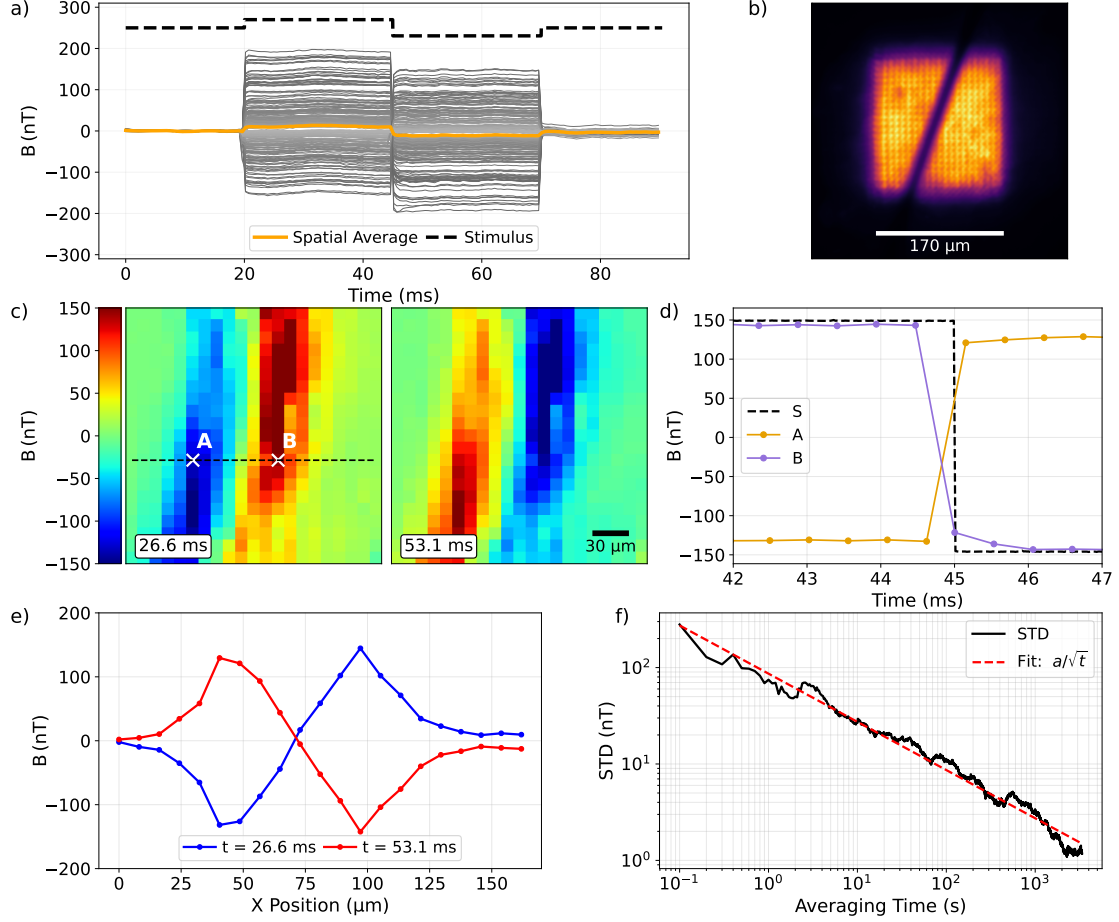 a)
300
200
100
0
−100
−200
−300
B (nT)
Spatial Average
Stimulus
0
20
40
60
80
Time (ms)
b)
170 μm
c)
150
100
50
0
−50
−100
−150
B (nT)
A
B
26.6 ms
53.1 ms
30 μm
d)
150
100
50
0
−50
−100
−150
B (nT)
S
A
B
42
43
44
45
46
47
Time (ms)
e)
200
100
0
−100
−200
B (nT)
t = 26.6 ms
t = 53.1 ms
0
25
50
75
100
125
150
X Position (μm)
f)
10²
10¹
10⁰
STD (nT)
STD
Fit: a/√t
10⁻¹
10⁰
10¹
10²
10³
Averaging Time (s)